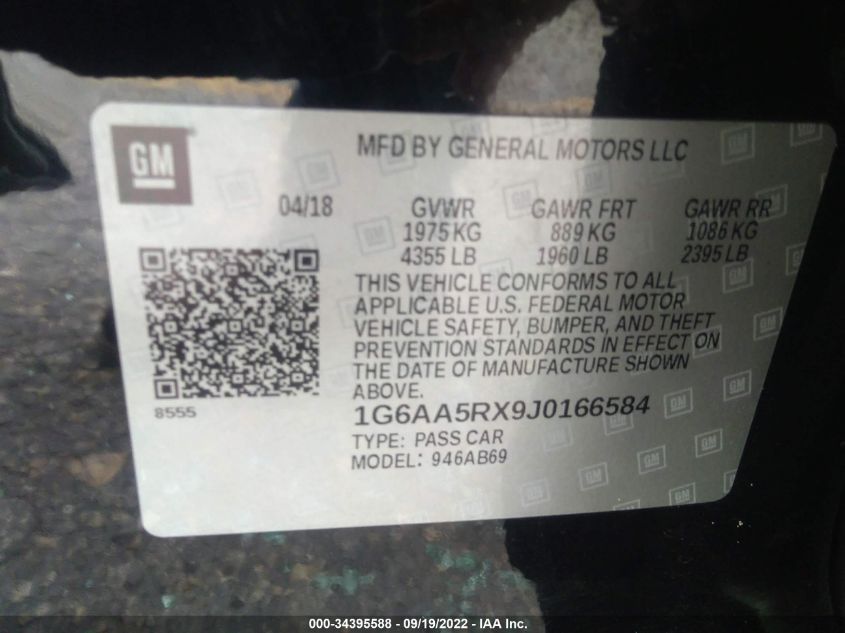 GM
MFD BY GENERAL MOTORS LLC
04/18 GVWR GAWR FRT GAWR RR
1975 KG 889 KG 1086 KG
4355 LB 1960 LB 2395 LB
THIS VEHICLE CONFORMS TO ALL
APPLICABLE U.S. FEDERAL MOTOR
VEHICLE SAFETY, BUMPER, AND THEFT
PREVENTION STANDARDS IN EFFECT ON
THE DATE OF MANUFACTURE SHOWN
ABOVE.
8555
1G6AA5RX9J0166584
TYPE: PASS CAR
MODEL: 946AB69
000-34395588 - 09/19/2022 - IAA Inc.